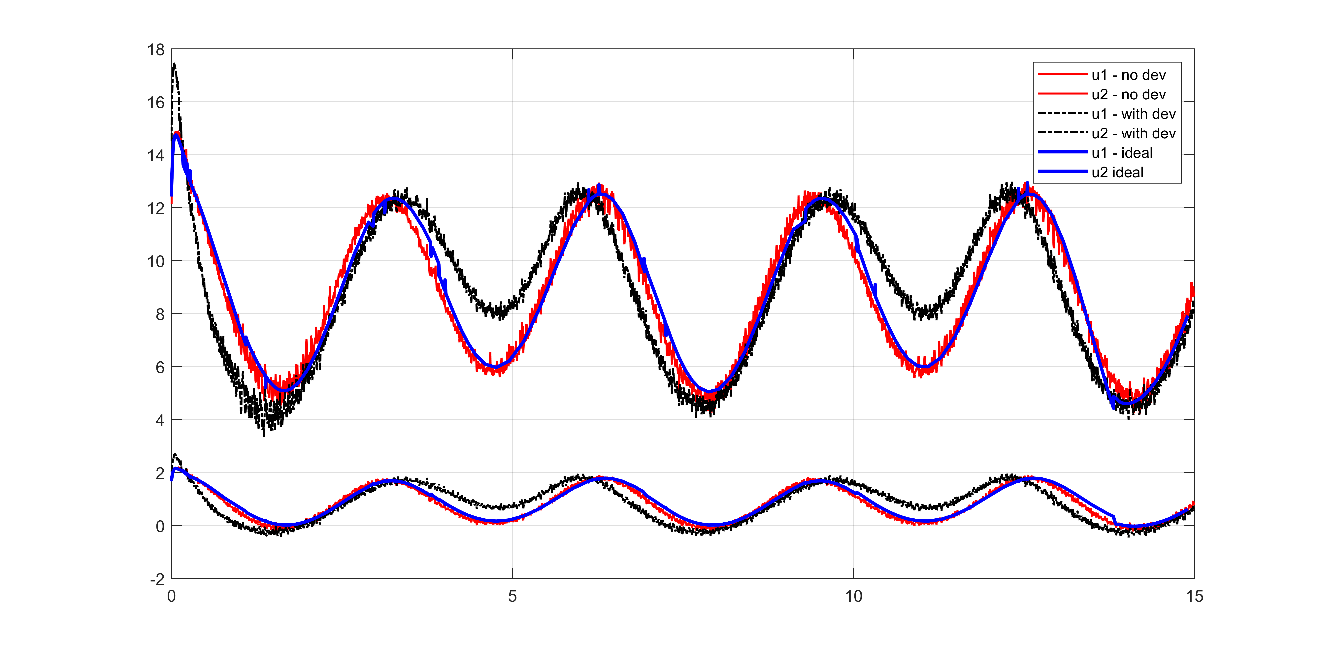 18
16
14
12
10
8
6
4
2
0
-2
0 5 10 15
u1 - no dev
u2 - no dev
u1 - with dev
u2 - with dev
u1 - ideal
u2 ideal